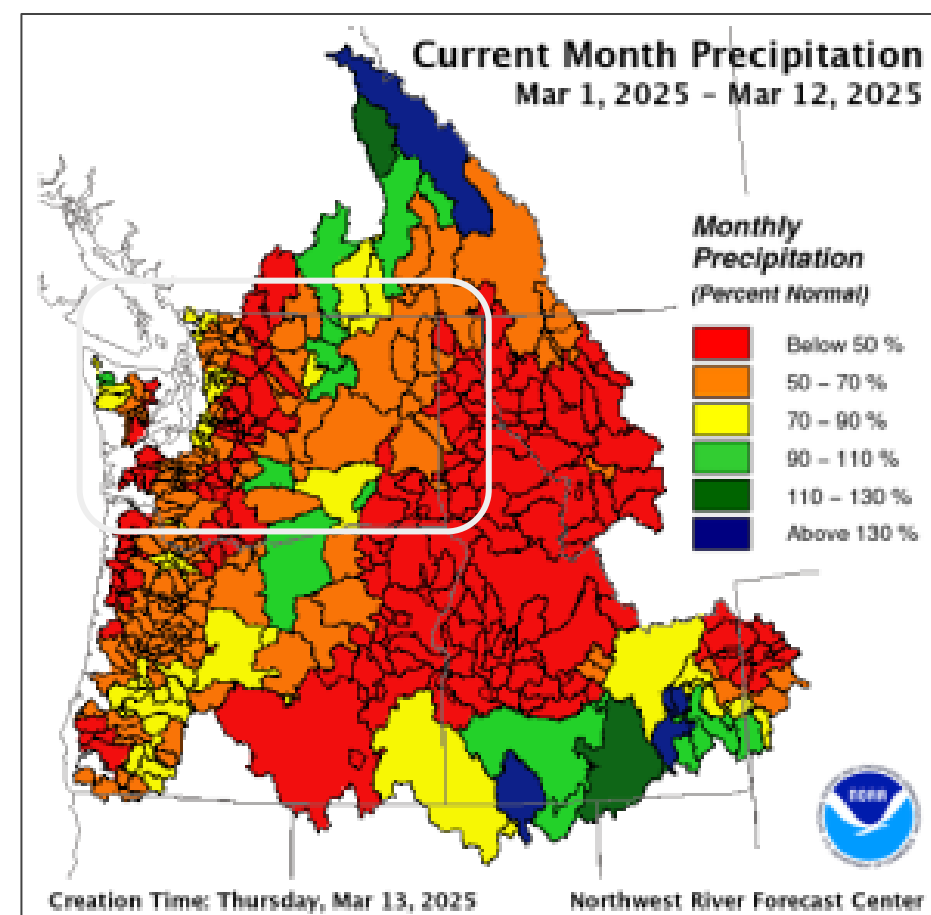 Current Month Precipitation
Mar 1, 2025 - Mar 12, 2025
Monthly
Precipitation
(Percent Normal)
Below 50 %
50 - 70 %
70 - 90 %
90 - 110 %
110 - 130 %
Above 130 %
noaa
Creation Time: Thursday, Mar 13, 2025
Northwest River Forecast Center